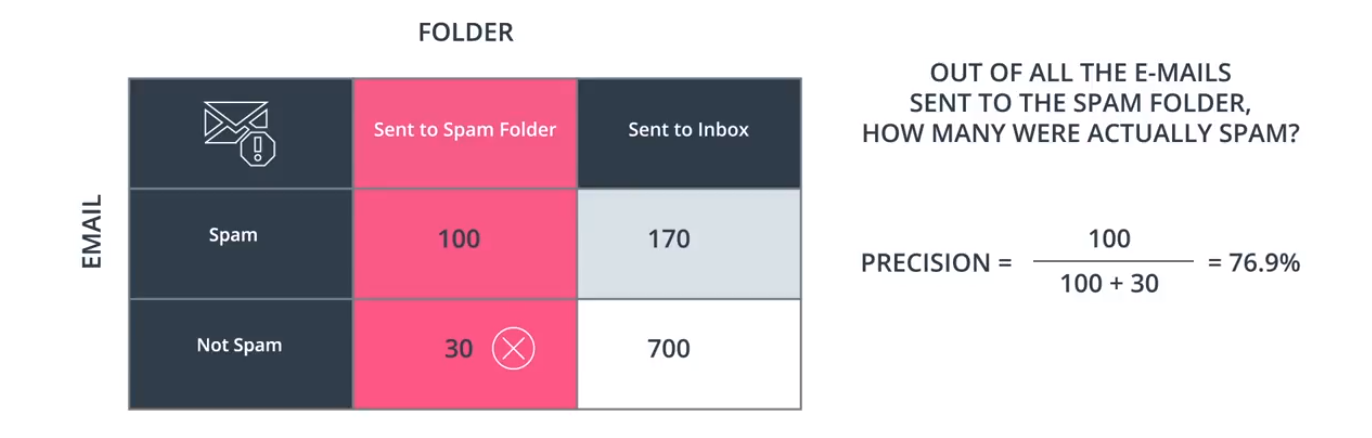 FOLDER
Sent to Spam Folder
Sent to Inbox
EMAIL
Spam
100
170
Not Spam
30
700
OUT OF ALL THE E-MAILS
SENT TO THE SPAM FOLDER,
HOW MANY WERE ACTUALLY SPAM?
PRECISION =
100
100 + 30
= 76.9%